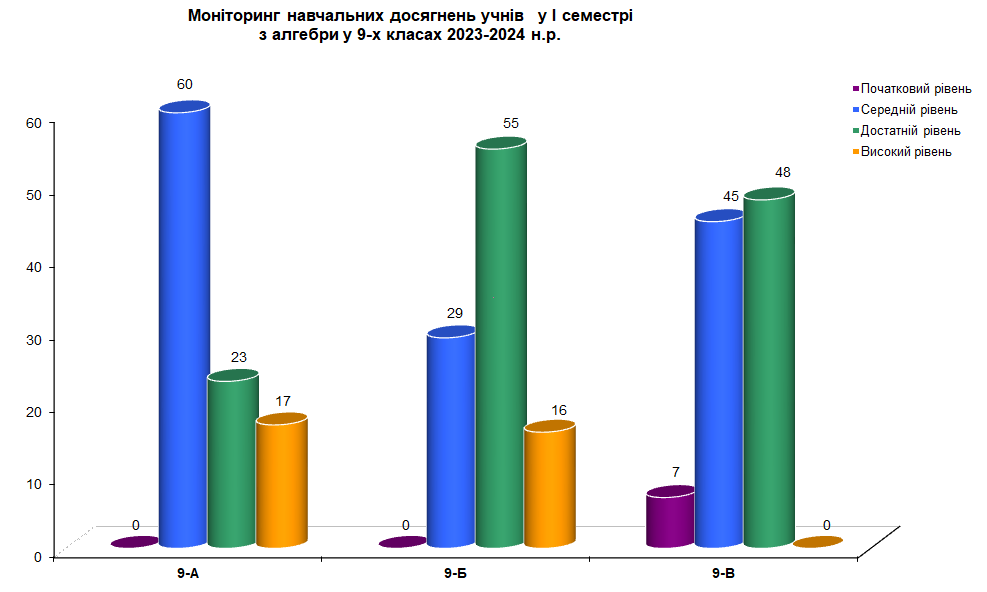 Моніторинг навчальних досягнень учнів у І семестрі
з алгебри у 9-х класах 2023-2024 н.р.
Початковий рівень
Середній рівень
Достатній рівень
Високий рівень
60
50
40
30
20
10
0
0
60
23
17
0
29
55
16
7
45
48
0
9-А
9-Б
9-В